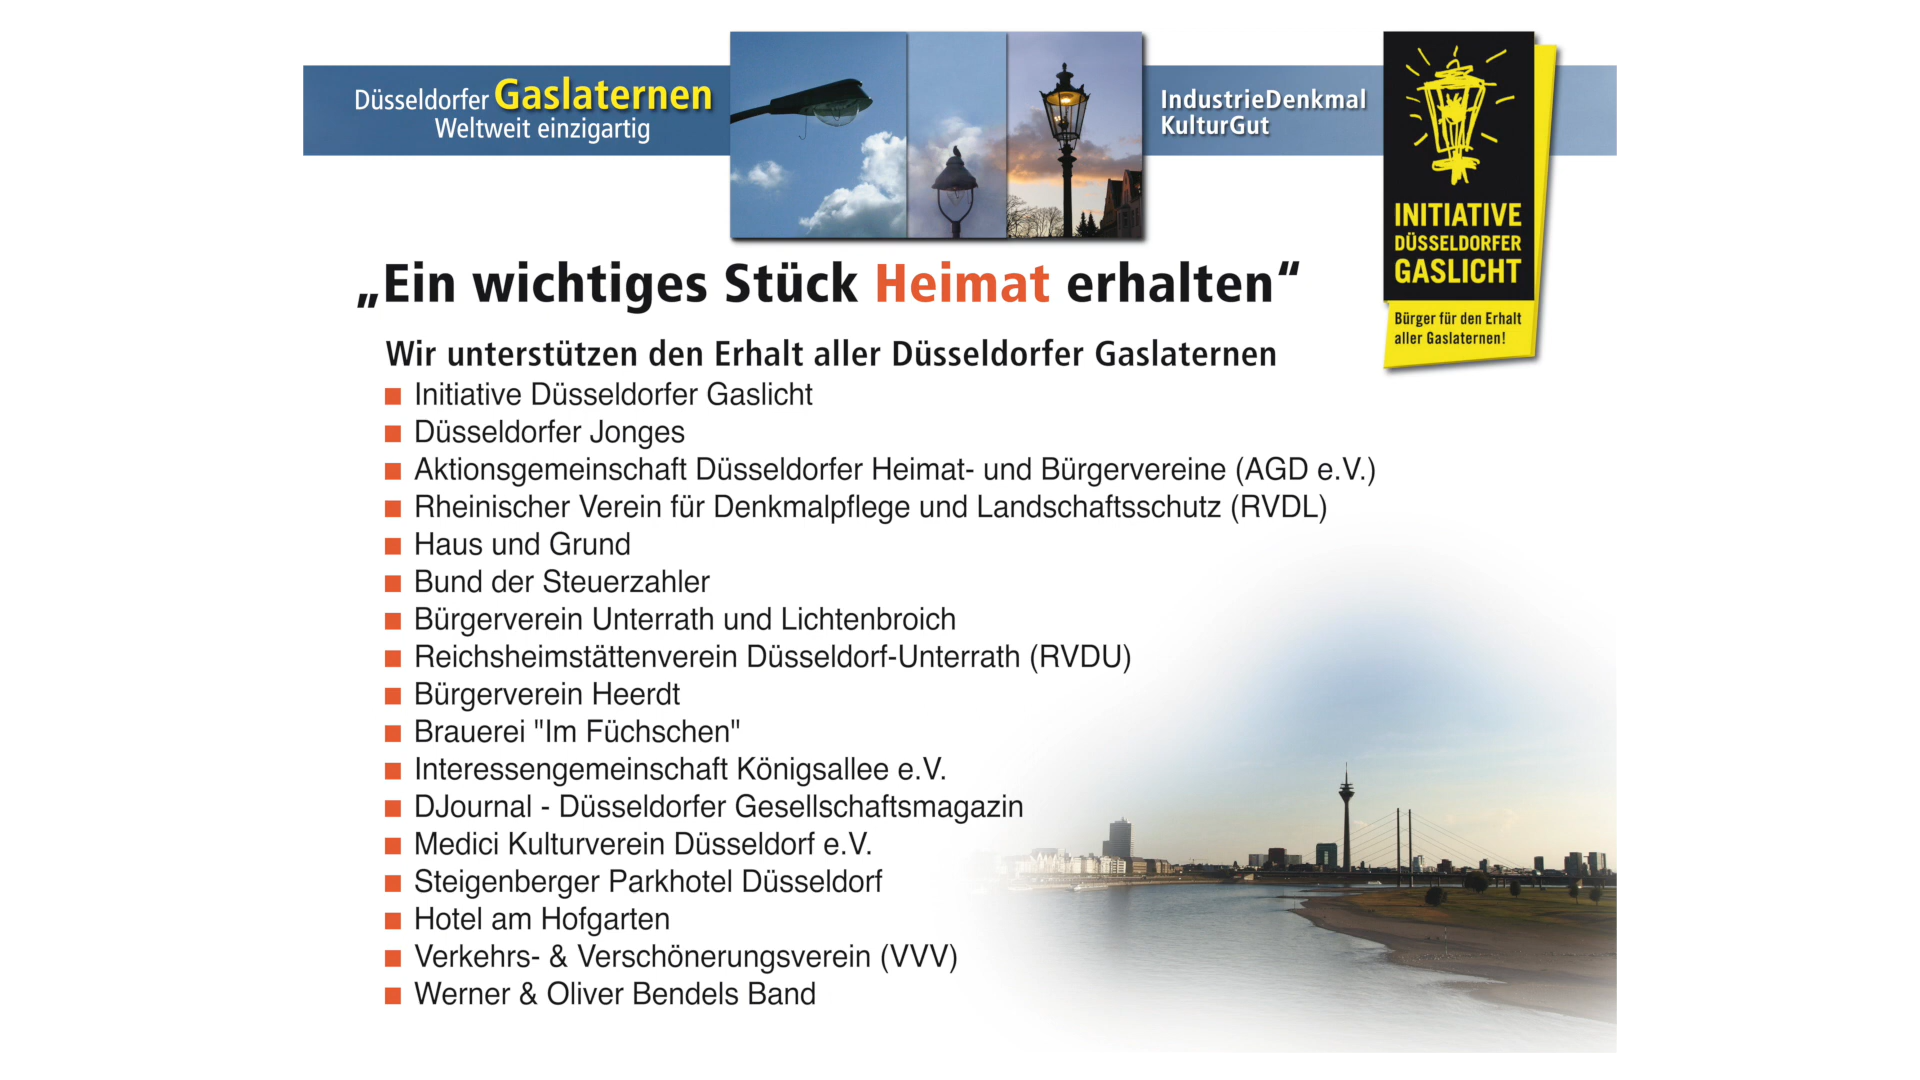 Düsseldorfer Gaslaternen
Weltweit einzigartig
IndustrieDenkmal
KulturGut
INITIATIVE
DÜSSELDORFER
GASLICHT
Bürger für den Erhalt
aller Gaslaternen!
„Ein wichtiges Stück Heimat erhalten“
Wir unterstützen den Erhalt aller Düsseldorfer Gaslaternen
Initiative Düsseldorfer Gaslicht
Düsseldorfer Jonges
Aktionsgemeinschaft Düsseldorfer Heimat- und Bürgervereine (AGD e.V.)
Rheinischer Verein für Denkmalpflege und Landschaftsschutz (RVDL)
Haus und Grund
Bund der Steuerzahler
Bürgerverein Unterrath und Lichtenbroich
Reichsheimstättenverein Düsseldorf-Unterrath (RVDU)
Bürgerverein Heerdt
Brauerei "Im Füchschen"
Interessengemeinschaft Königsallee e.V.
DJournal - Düsseldorfer Gesellschaftsmagazin
Medici Kulturverein Düsseldorf e.V.
Steigenberger Parkhotel Düsseldorf
Hotel am Hofgarten
Verkehrs- & Verschönerungsverein (VVV)
Werner & Oliver Bendels Band